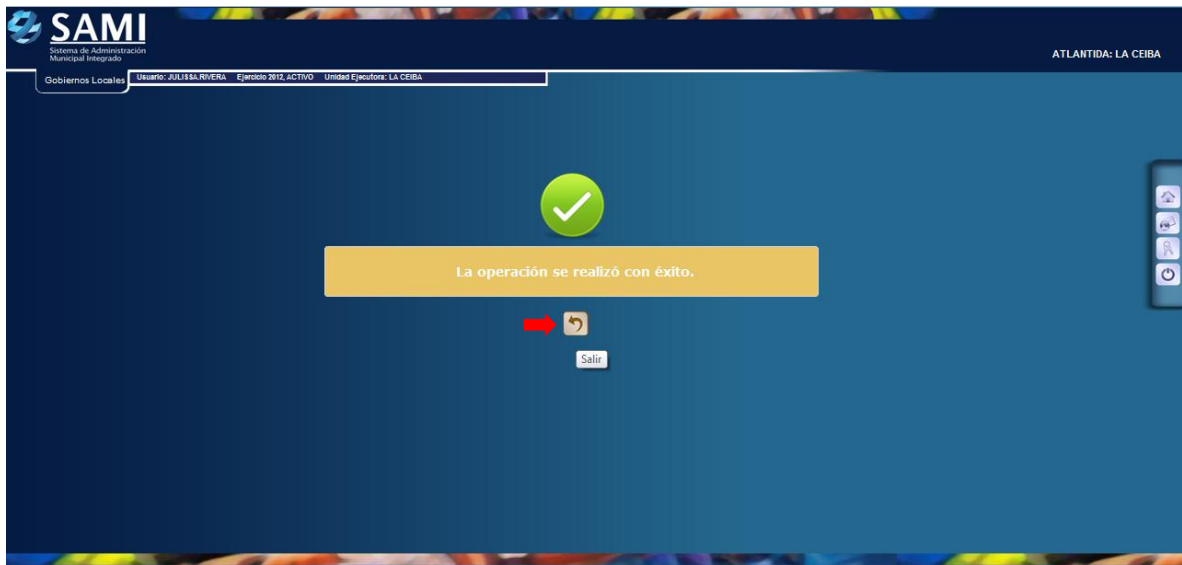 SAMI
Sistema de Administración
Municipal Integrado
ATLANTIDA: LA CEIBA
Gobiernos Locales
Usuario: JULISSA.RIVERA Ejercicio 2012, ACTIVO Unidad Ejecutora: LA CEIBA
La operación se realizó con éxito.
Salir